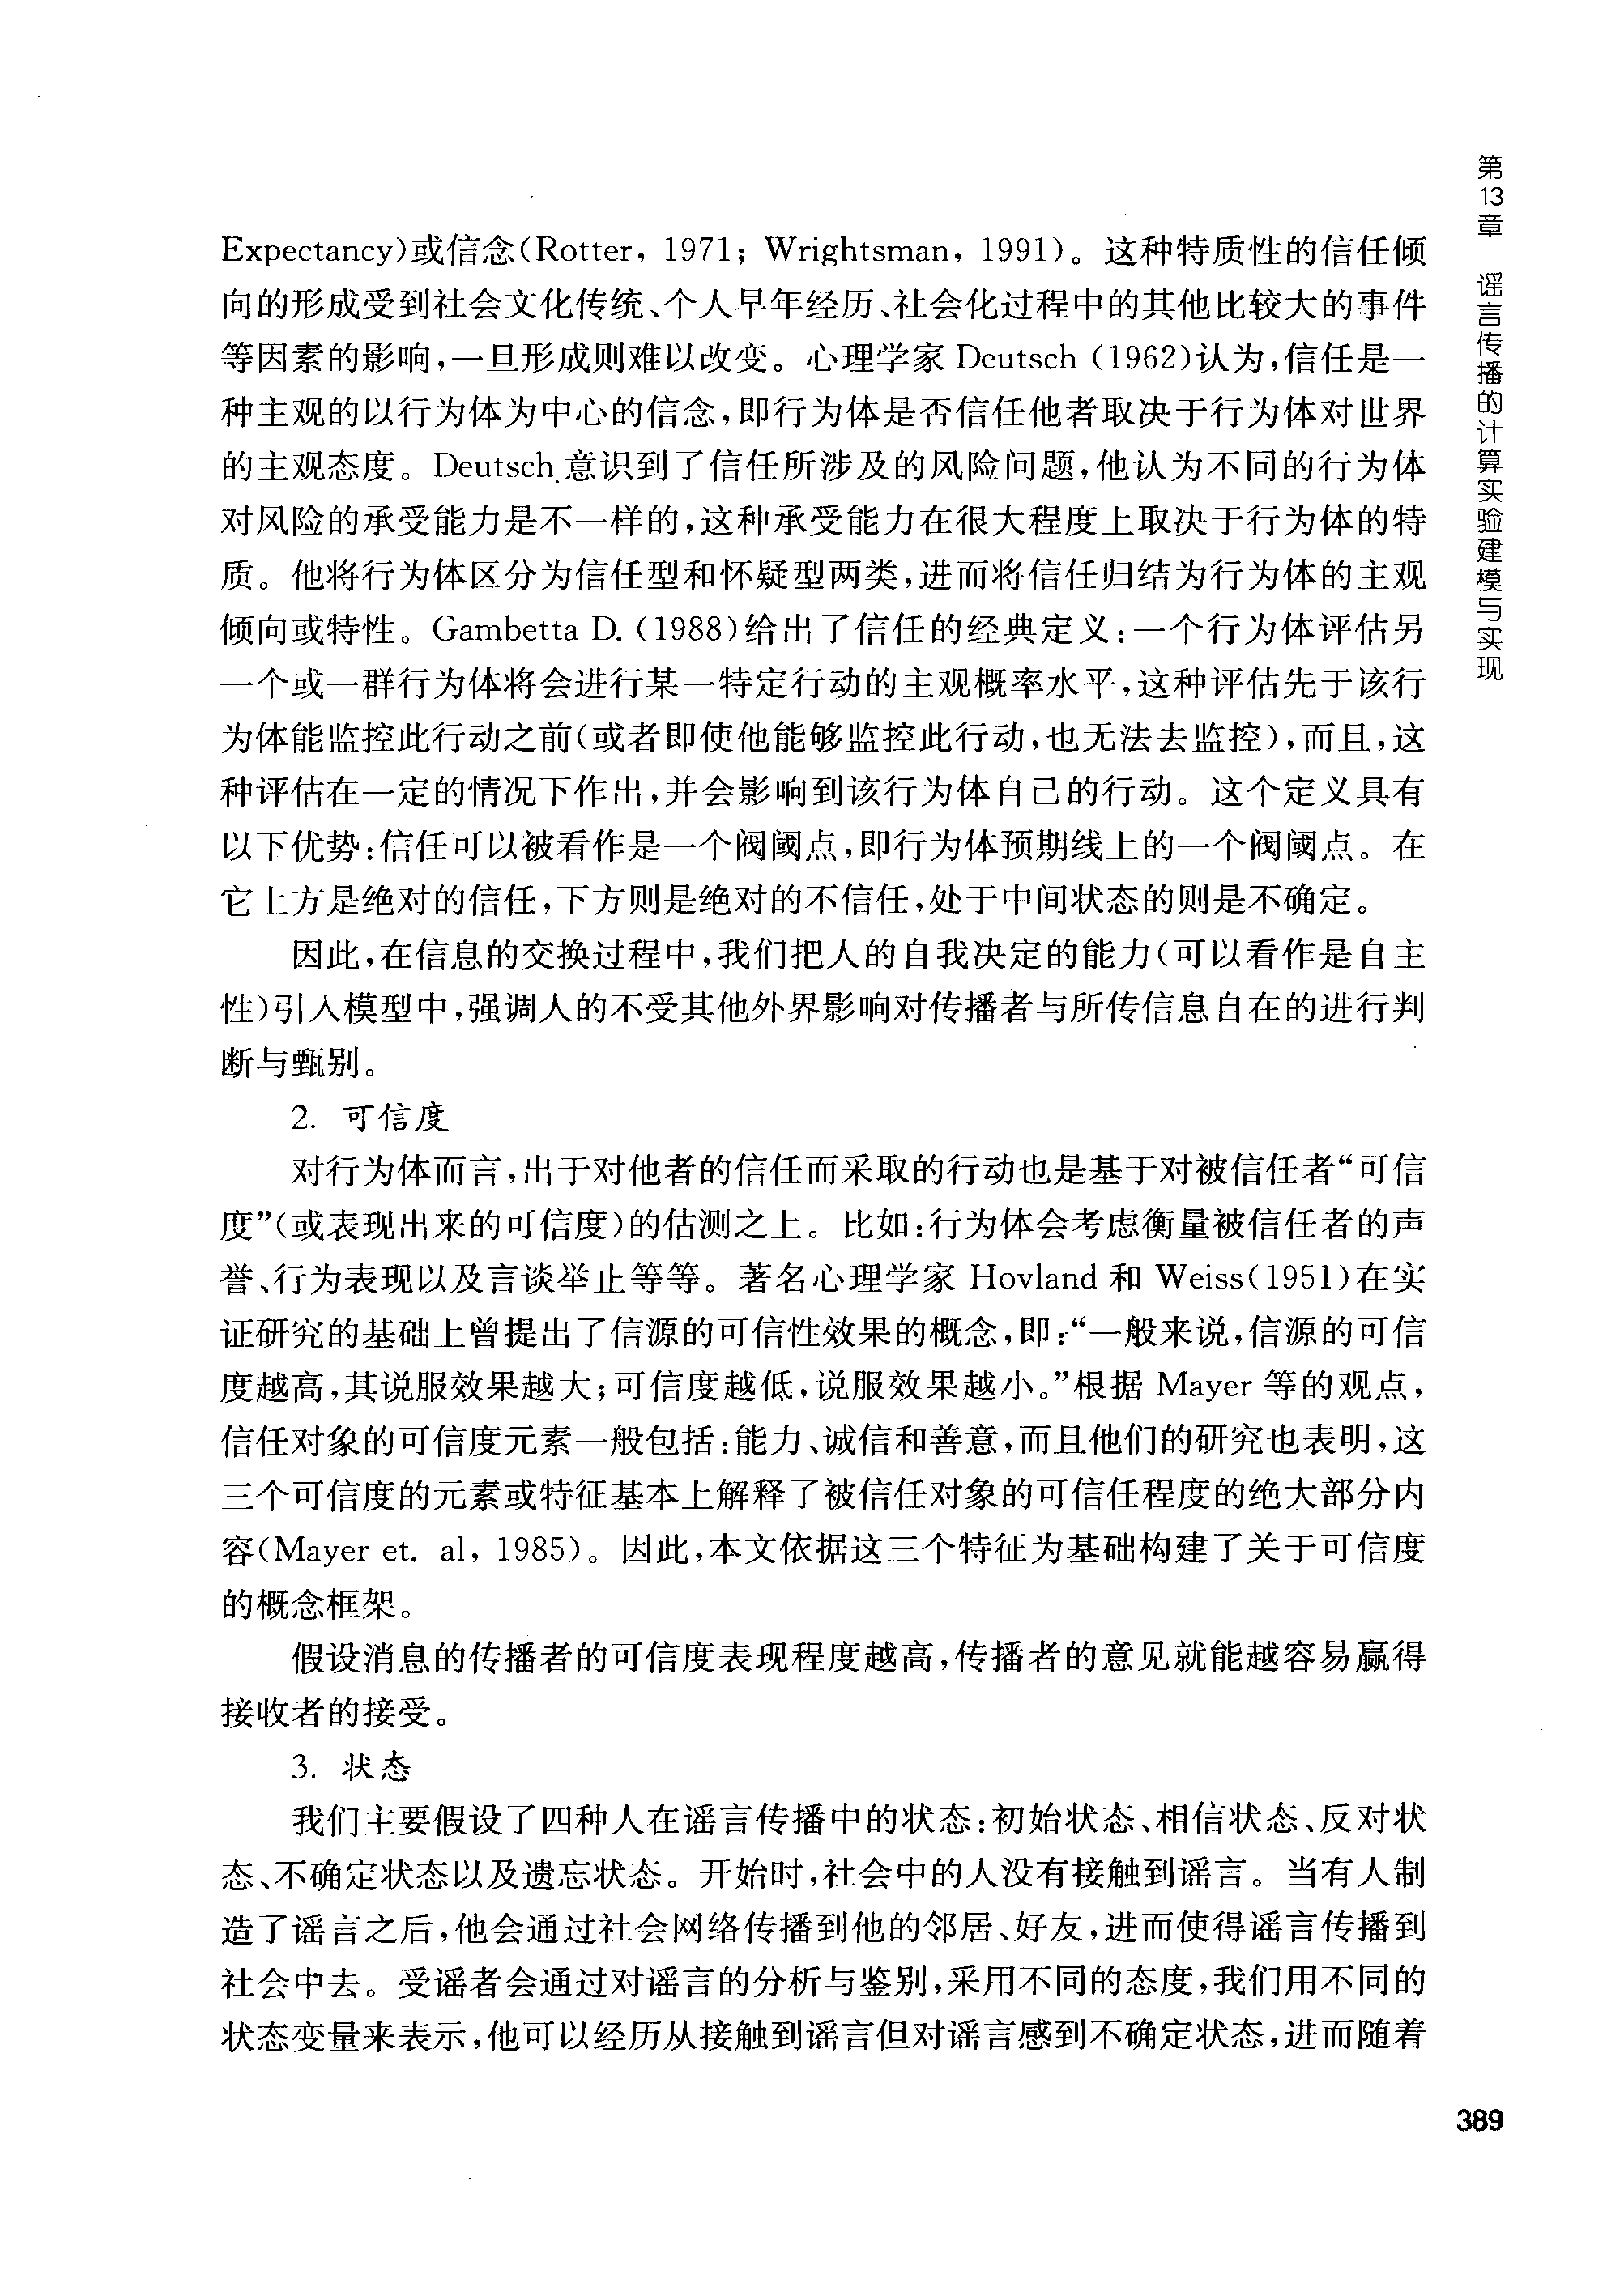 第13章 谣言传播的计算实验建模与实现
Expectancy)或信念(Rotter, 1971; Wrightsman, 1991)。这种特质性的信任倾
向的形成受到社会文化传统、个人早年经历、社会化过程中的其他比较大的事件
等因素的影响,一旦形成则难以改变。心理学家 Deutsch (1962)认为,信任是一
种主观的以行为体为中心的信念,即行为体是否信任他者取决于行为体对世界
的主观态度。Deutsch 意识到了信任所涉及的风险问题,他认为不同的行为体
对风险的承受能力是不一样的,这种承受能力在很大程度上取决于行为体的特
质。他将行为体区分为信任型和怀疑型两类,进而将信任归结为行为体的主观
倾向或特性。Gambetta D. (1988)给出了信任的经典定义:一个行为体评估另
一个或一群行为体将会进行某一特定行动的主观概率水平,这种评估先于该行
为体能监控此行动之前(或者即使他能够监控此行动,也无法去监控),而且,这
种评估在一定的情况下作出,并会影响到该行为体自己的行动。这个定义具有
以下优势:信任可以被看作是一个阀阈点,即行为体预期线上的一个阀阈点。在
它上方是绝对的信任,下方则是绝对的不信任,处于中间状态的则是不确定。
因此,在信息的交换过程中,我们把人的自我决定的能力(可以看作是自主
性)引入模型中,强调人的不受其他外界影响对传播者与所传信息自在的进行判
断与甄别。
2. 可信度
对行为体而言,出于对他者的信任而采取的行动也是基于对被信任者“可信
度”(或表现出来的可信度)的估测之上。比如:行为体会考虑衡量被信任者的声
誉、行为表现以及言谈举止等等。著名心理学家 Hovland 和 Weiss(1951)在实
证研究的基础上曾提出了信源的可信性效果的概念,即:“一般来说,信源的可信
度越高,其说服效果越大;可信度越低,说服效果越小。”根据 Mayer 等的观点,
信任对象的可信度元素一般包括:能力、诚信和善意,而且他们的研究也表明,这
三个可信度的元素或特征基本上解释了被信任对象的可信任程度的绝大部分内
容(Mayer et. al, 1985)。因此,本文依据这三个特征为基础构建了关于可信度
的概念框架。
假设消息的传播者的可信度表现程度越高,传播者的意见就能越容易赢得
接收者的接受。
3. 状态
我们主要假设了四种人在谣言传播中的状态:初始状态、相信状态、反对状
态、不确定状态以及遗忘状态。开始时,社会中的人没有接触到谣言。当有人制
造了谣言之后,他会通过社会网络传播到他的邻居、好友,进而使得谣言传播到
社会中去。受谣者会通过对谣言的分析与鉴别,采用不同的态度,我们用不同的
状态变量来表示,他可以经历从接触到谣言但对谣言感到不确定状态,进而随着
389